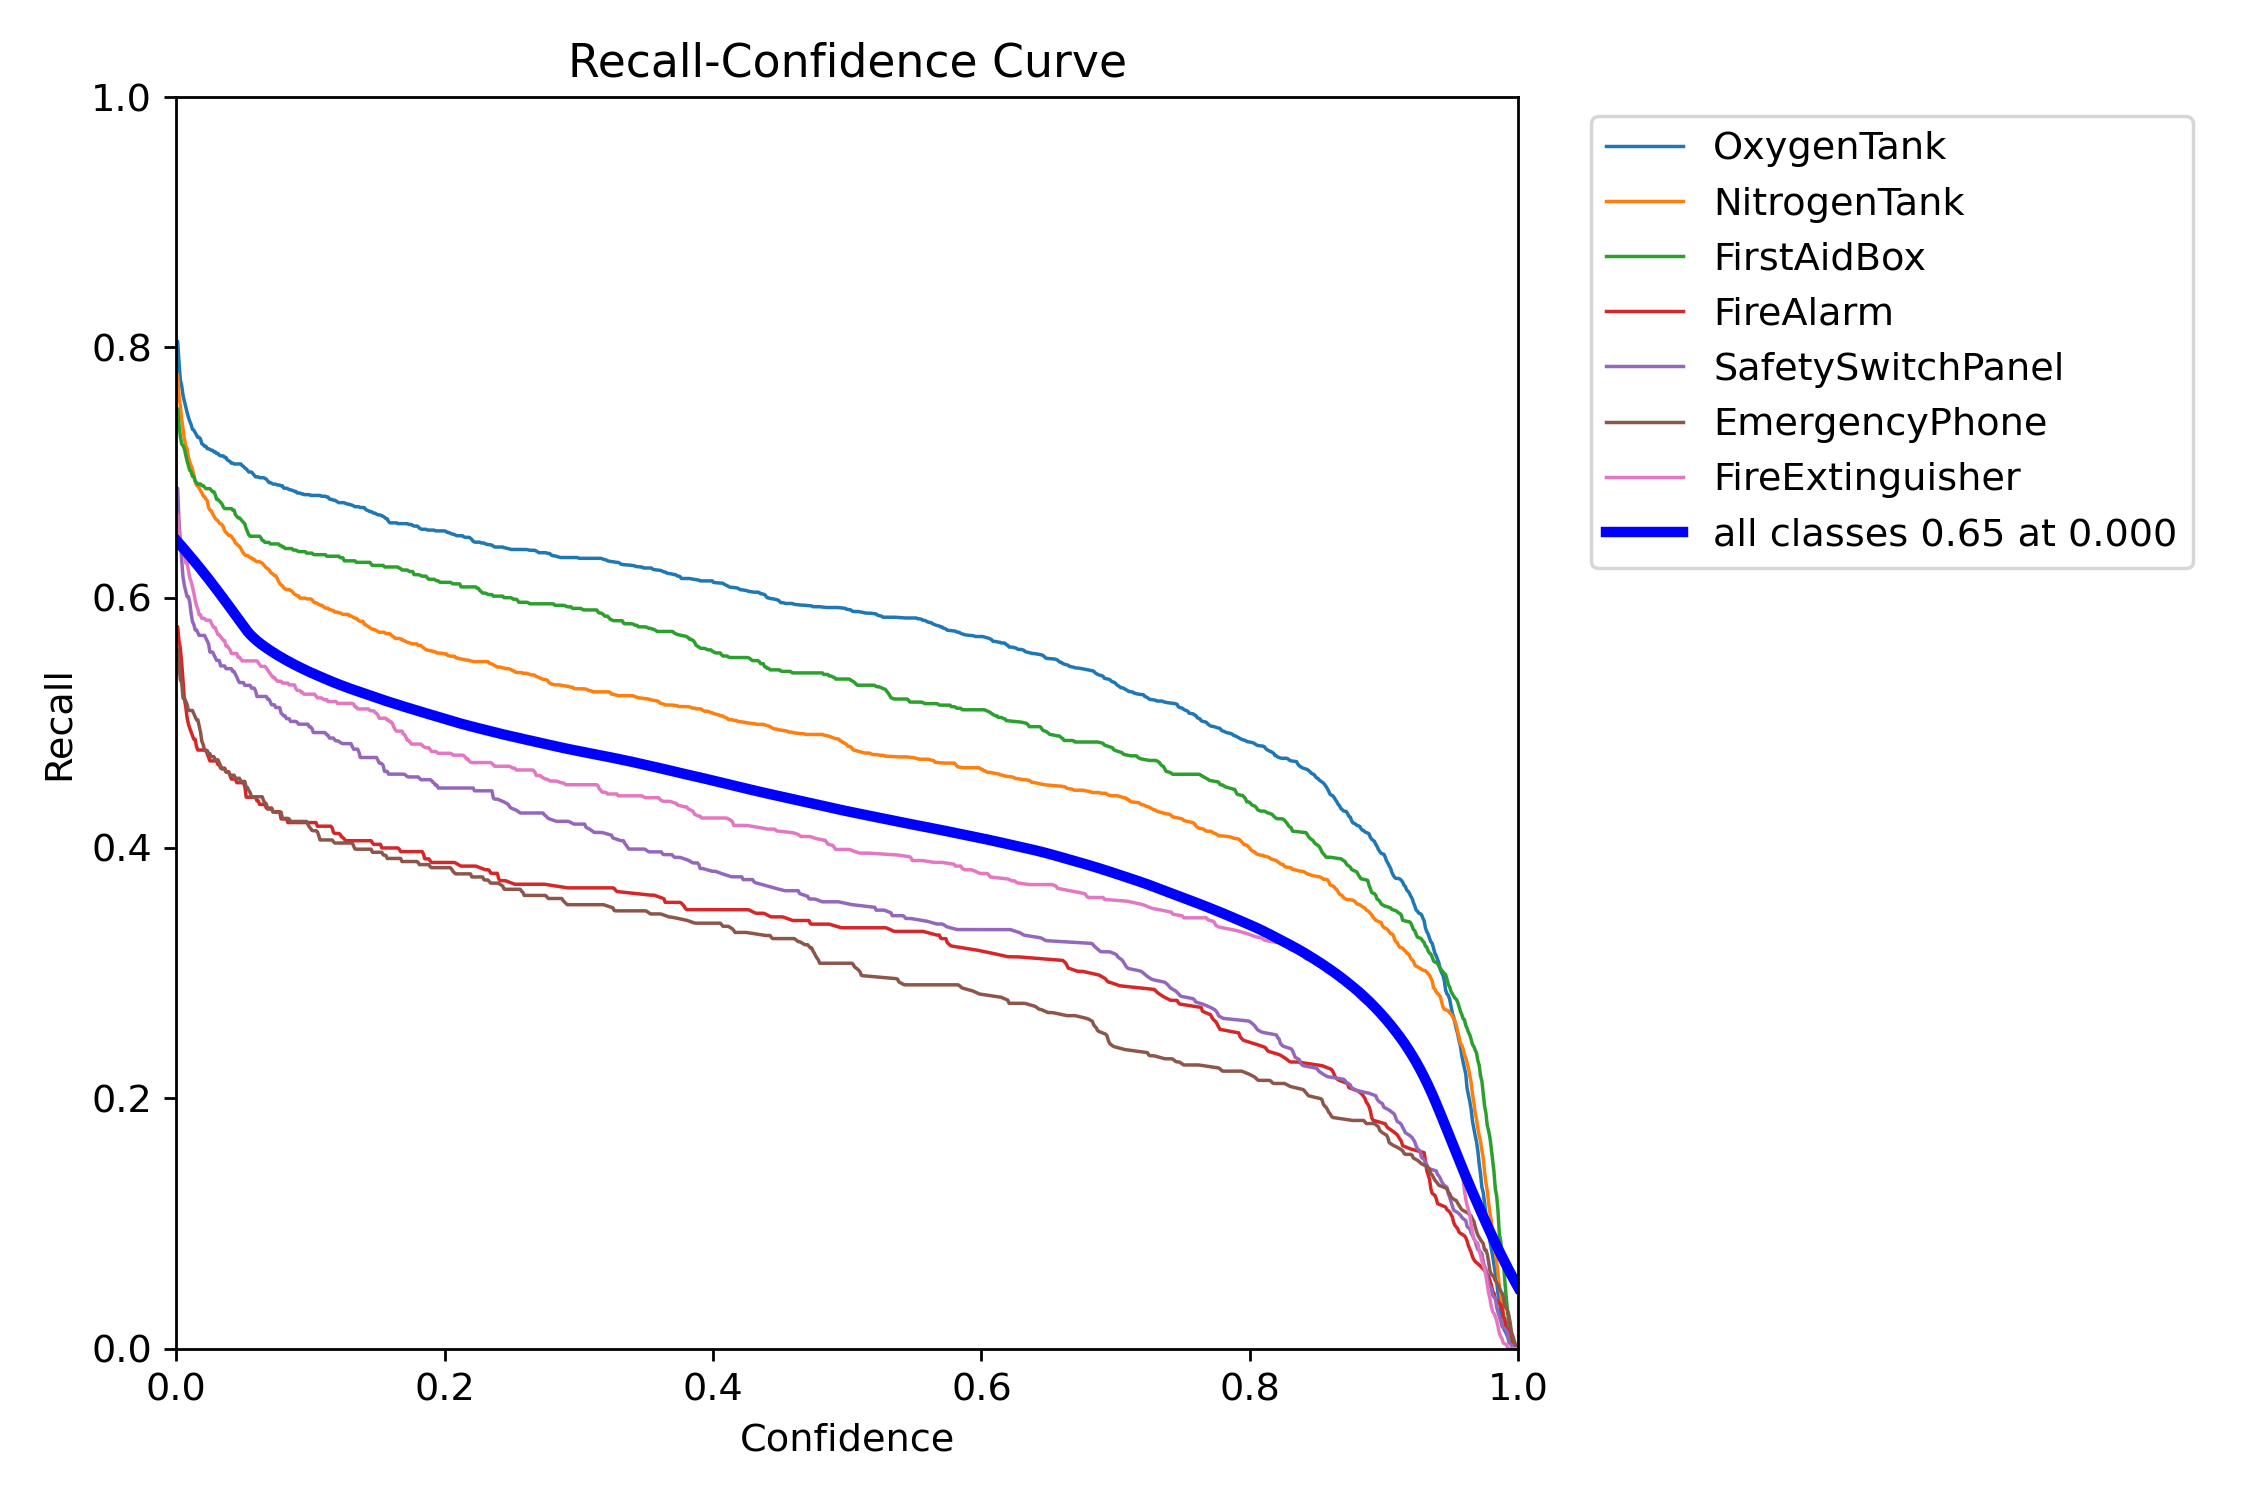 Recall-Confidence Curve
1.0
0.8
0.6
0.4
0.2
0.0
Recall
0.0 0.2 0.4 0.6 0.8 1.0
Confidence
OxygenTank
NitrogenTank
FirstAidBox
FireAlarm
SafetySwitchPanel
EmergencyPhone
FireExtinguisher
all classes 0.65 at 0.000